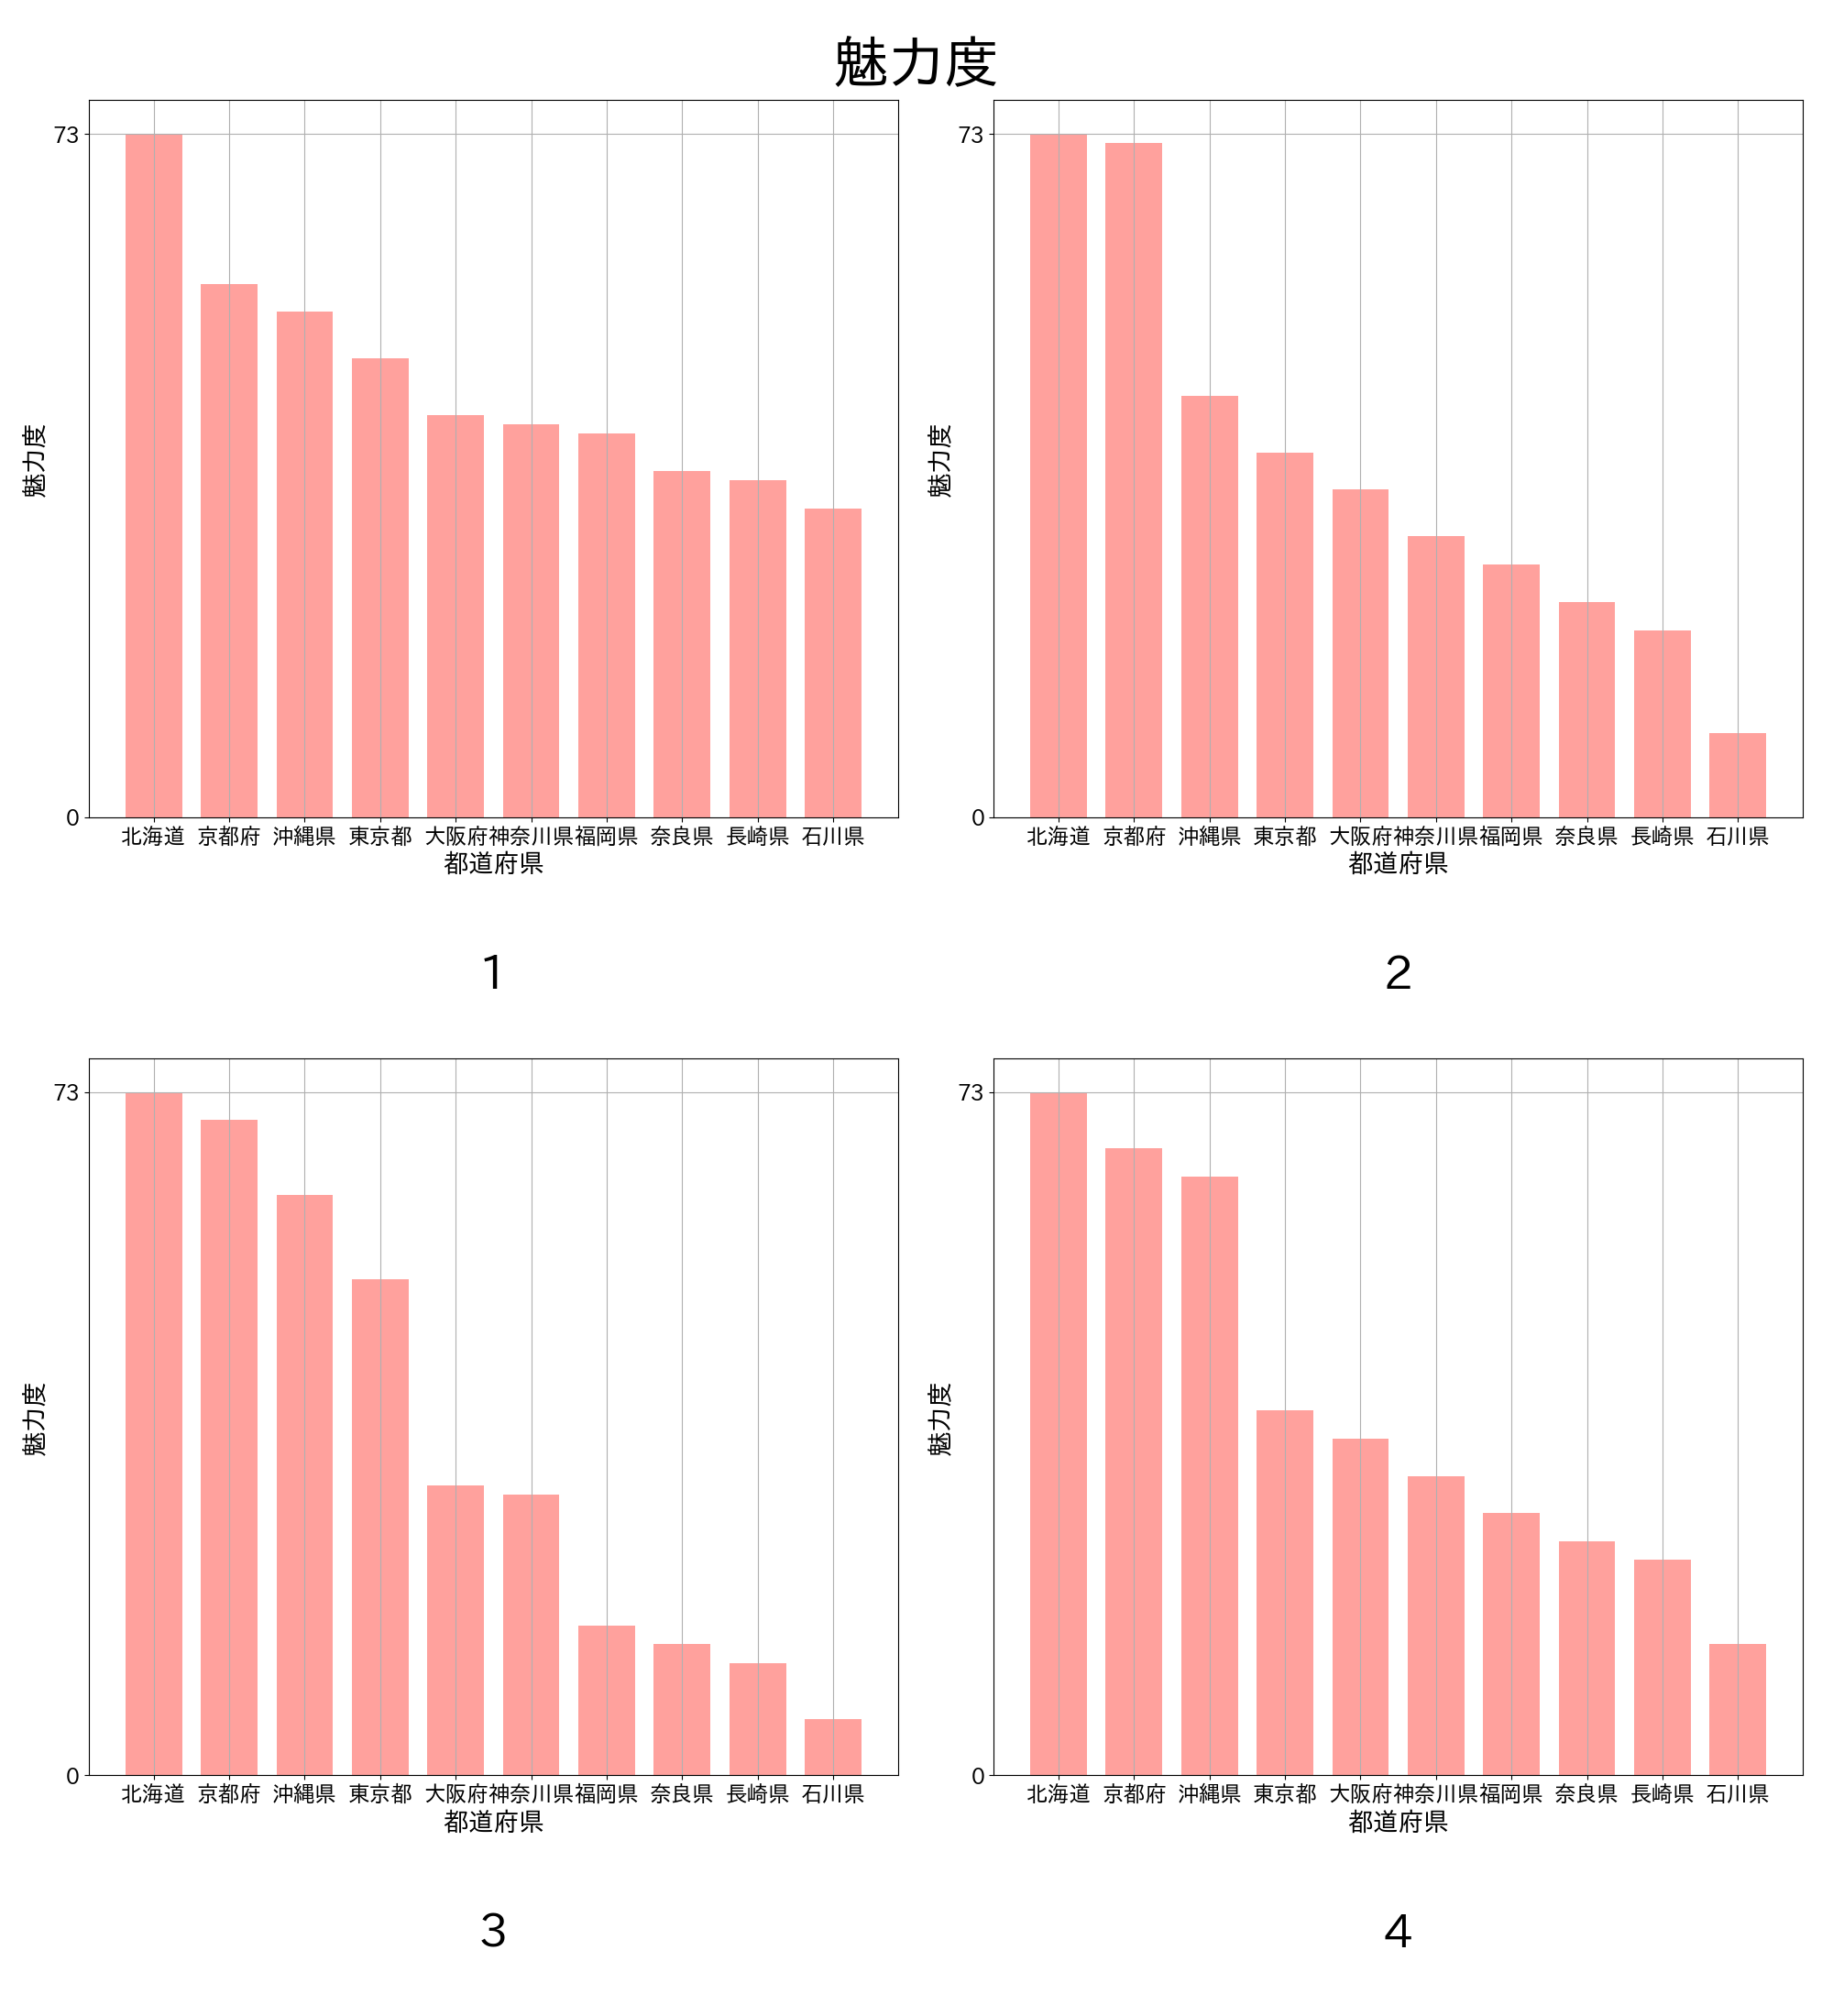 魅力度
73
0
魅力度
北海道 京都府 沖縄県 東京都 大阪府 神奈川県 福岡県 奈良県 長崎県 石川県
都道府県
1
73
0
魅力度
北海道 京都府 沖縄県 東京都 大阪府 神奈川県 福岡県 奈良県 長崎県 石川県
都道府県
2
73
0
魅力度
北海道 京都府 沖縄県 東京都 大阪府 神奈川県 福岡県 奈良県 長崎県 石川県
都道府県
3
73
0
魅力度
北海道 京都府 沖縄県 東京都 大阪府 神奈川県 福岡県 奈良県 長崎県 石川県
都道府県
4